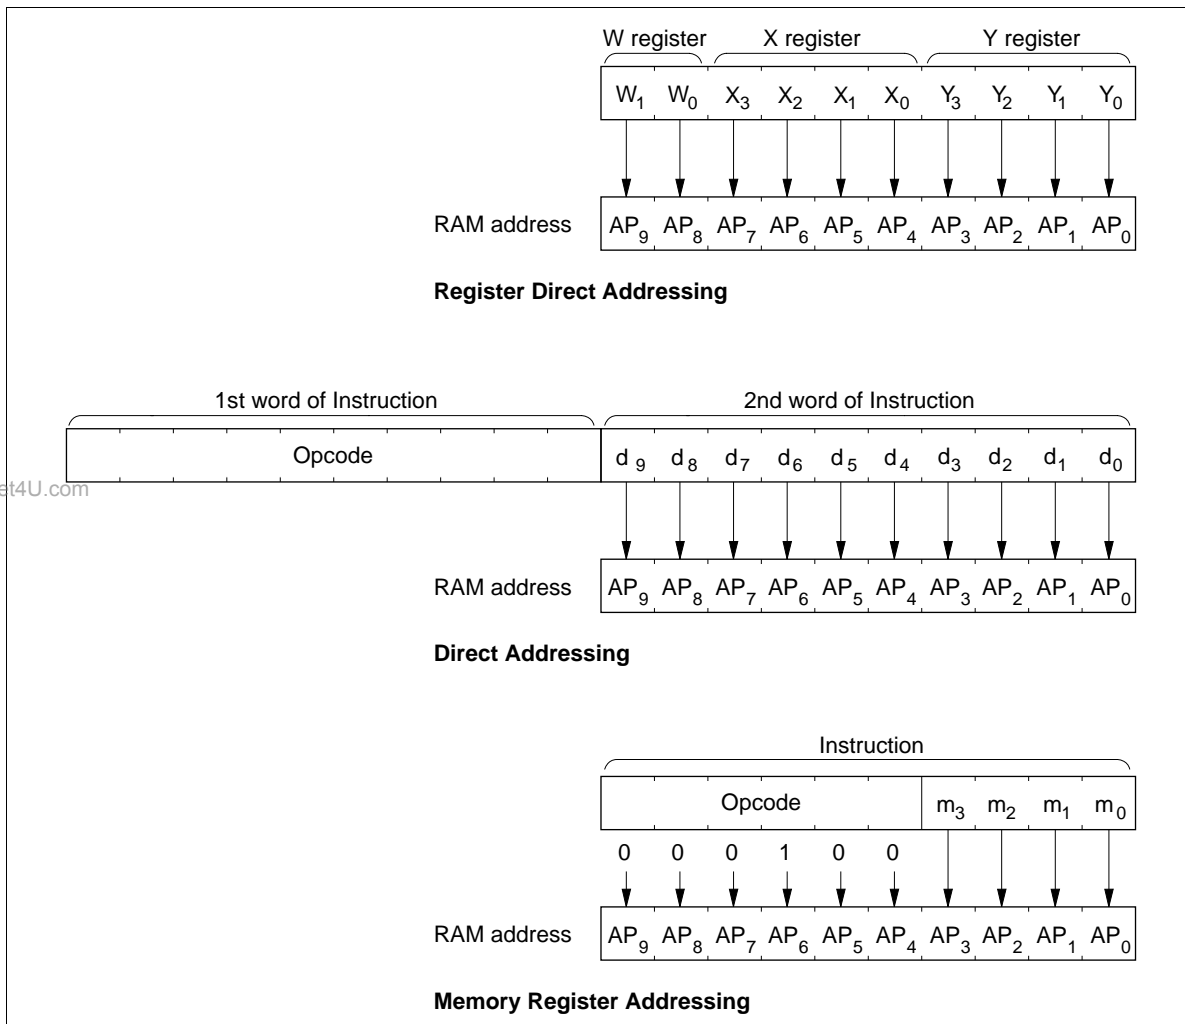 W register X register Y register
W1 W0 X3 X2 X1 X0 Y3 Y2 Y1 Y0
RAM address AP9 AP8 AP7 AP6 AP5 AP4 AP3 AP2 AP1 AP0
Register Direct Addressing
1st word of Instruction 2nd word of Instruction
Opcode d9 d8 d7 d6 d5 d4 d3 d2 d1 d0
et4U.com
RAM address AP9 AP8 AP7 AP6 AP5 AP4 AP3 AP2 AP1 AP0
Direct Addressing
Instruction
Opcode m3 m2 m1 m0
0 0 0 1 0 0
RAM address AP9 AP8 AP7 AP6 AP5 AP4 AP3 AP2 AP1 AP0
Memory Register Addressing